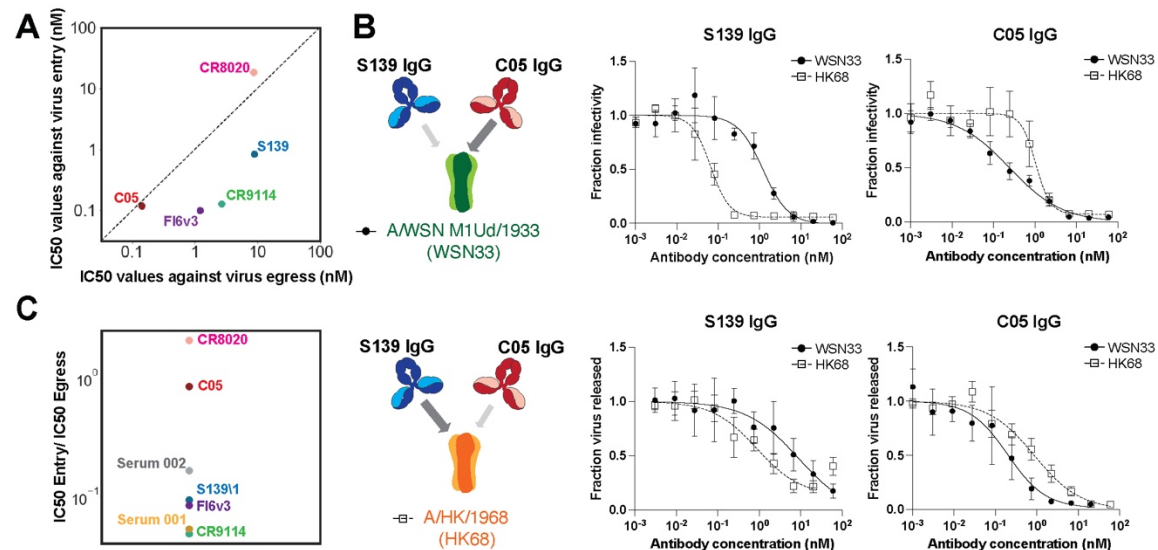 A
IC50 values against virus entry (nM)
100
10
1
0.1
CR8020
S139
C05
FI6v3
CR9114
0.1
1
10
100
IC50 values against virus egress (nM)
B
S139 IgG
C05 IgG
A/WSN M1Ud/1933
(WSN33)
S139 IgG
WSN33
HK68
Fraction infectivity
1.5
1.0
0.5
0.0
10⁻³ 10⁻² 10⁻¹ 10⁰ 10¹ 10²
Antibody concentration (nM)
C05 IgG
WSN33
HK68
Fraction infectivity
1.5
1.0
0.5
0.0
10⁻³ 10⁻² 10⁻¹ 10⁰ 10¹ 10²
Antibody concentration (nM)
C
IC50 Entry/ IC50 Egress
10⁰
10⁻¹
CR8020
C05
Serum 002
S139\1
FI6v3
Serum 001
CR9114
S139 IgG
C05 IgG
A/HK/1968
(HK68)
S139 IgG
WSN33
HK68
Fraction virus released
1.5
1.0
0.5
0.0
10⁻³ 10⁻² 10⁻¹ 10⁰ 10¹ 10²
Antibody concentration (nM)
C05 IgG
WSN33
HK68
Fraction virus released
1.5
1.0
0.5
0.0
10⁻³ 10⁻² 10⁻¹ 10⁰ 10¹ 10²
Antibody concentration (nM)